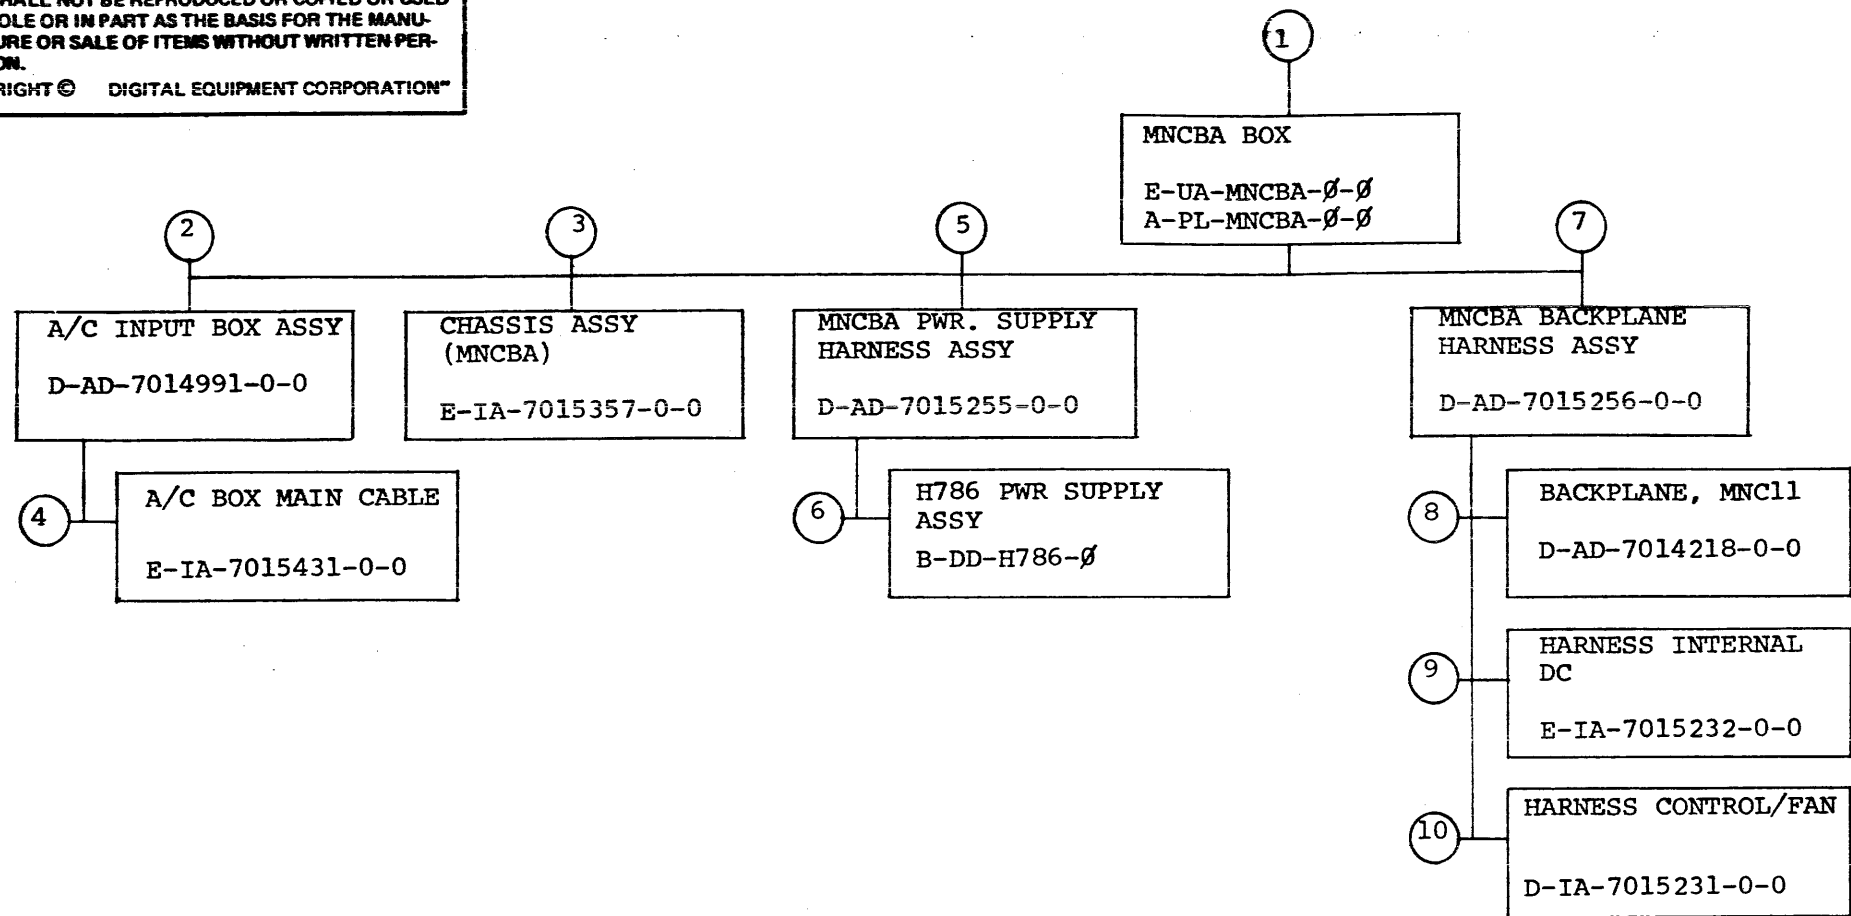 HALL NOT BE REPRODUCED OR COPIED OR USED
OLE OR IN PART AS THE BASIS FOR THE MANU-
URE OR SALE OF ITEMS WITHOUT WRITTEN PER-
ON.
RIGHT © DIGITAL EQUIPMENT CORPORATION"
1
MNCBA BOX
E-UA-MNCBA-Ø-Ø
A-PL-MNCBA-Ø-Ø
2
3
5
7
A/C INPUT BOX ASSY
D-AD-7014991-0-0
CHASSIS ASSY
(MNCBA)
E-IA-7015357-0-0
MNCBA PWR. SUPPLY
HARNESS ASSY
D-AD-7015255-0-0
MNCBA BACKPLANE
HARNESS ASSY
D-AD-7015256-0-0
4
A/C BOX MAIN CABLE
E-IA-7015431-0-0
6
H786 PWR SUPPLY
ASSY
B-DD-H786-Ø
8
BACKPLANE, MNC11
D-AD-7014218-0-0
9
HARNESS INTERNAL
DC
E-IA-7015232-0-0
10
HARNESS CONTROL/FAN
D-IA-7015231-0-0